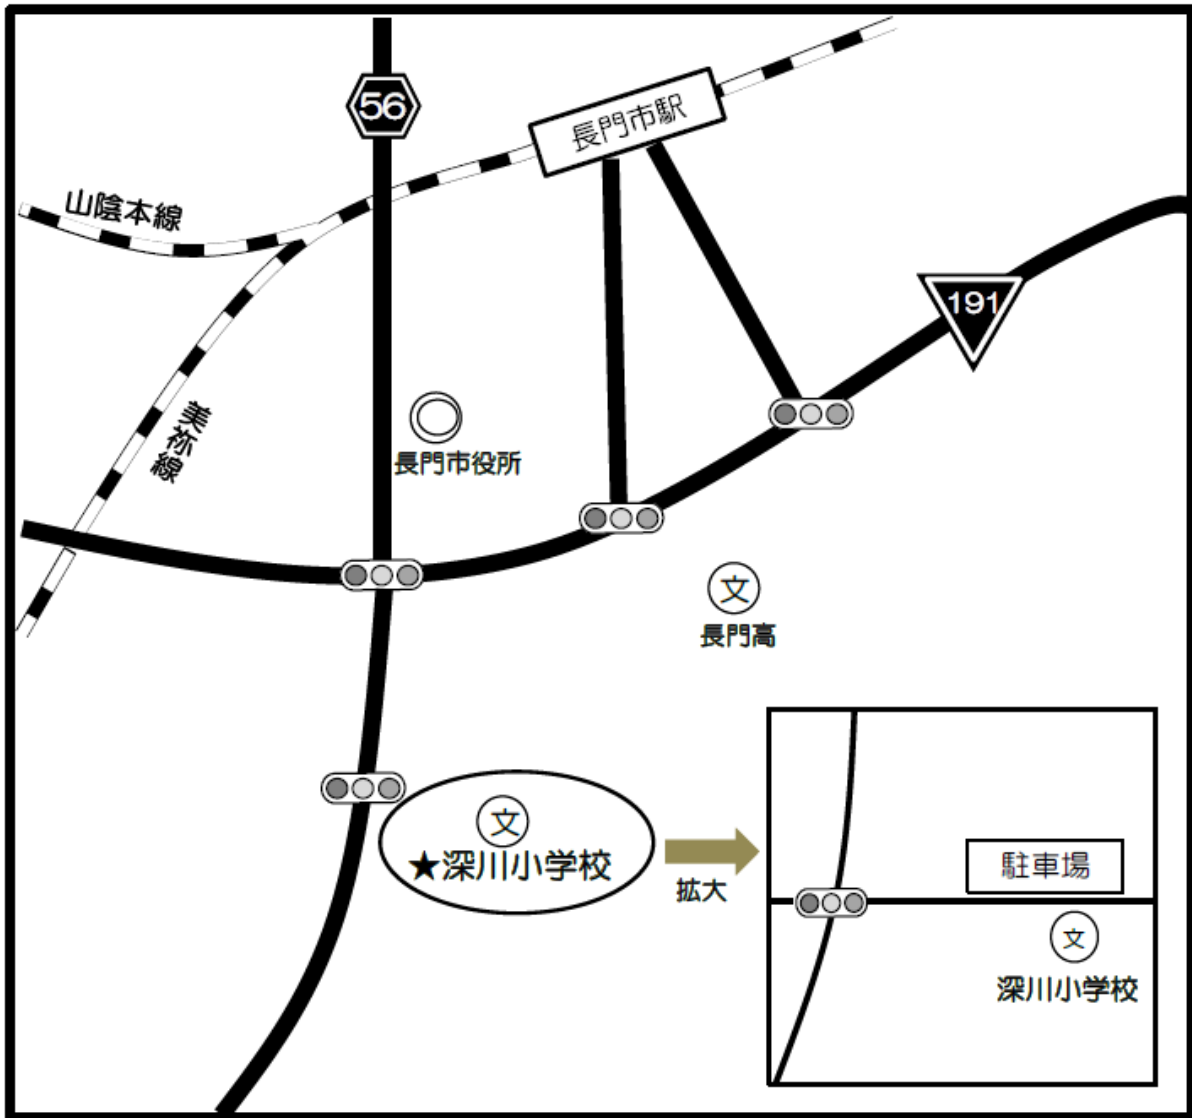 56
長門市駅
山陰本線
191
美祢線
長門市役所
文
長門高
文
★深川小学校
拡大
駐車場
文
深川小学校